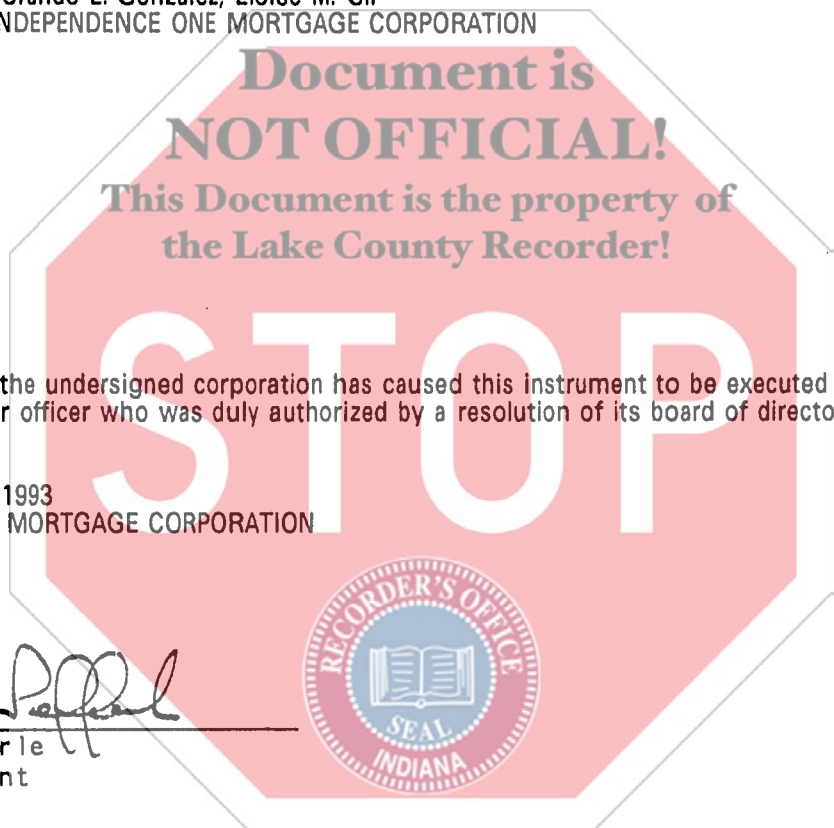 NDEPENDENCE ONE MORTGAGE CORPORATION
Document is
NOT OFFICIAL!
This Document is the property of
the Lake County Recorder!
STOP
the undersigned corporation has caused this instrument to be executed
r officer who was duly authorized by a resolution of its board of directo
1993
MORTGAGE CORPORATION
RECORDER'S OFFICE
SEAL
INDIANA
rle
nt